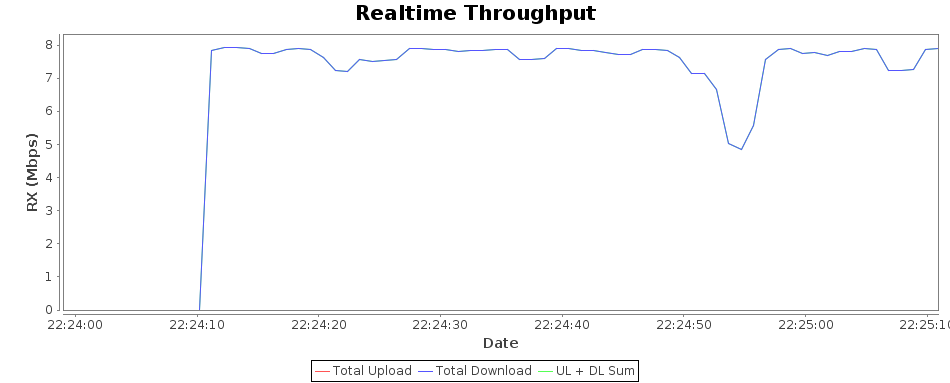 Realtime Throughput
8
7
6
5
4
3
2
1
0
RX (Mbps)
22:24:00 22:24:10 22:24:20 22:24:30 22:24:40 22:24:50 22:25:00 22:25:10
Date
Total Upload Total Download UL + DL Sum